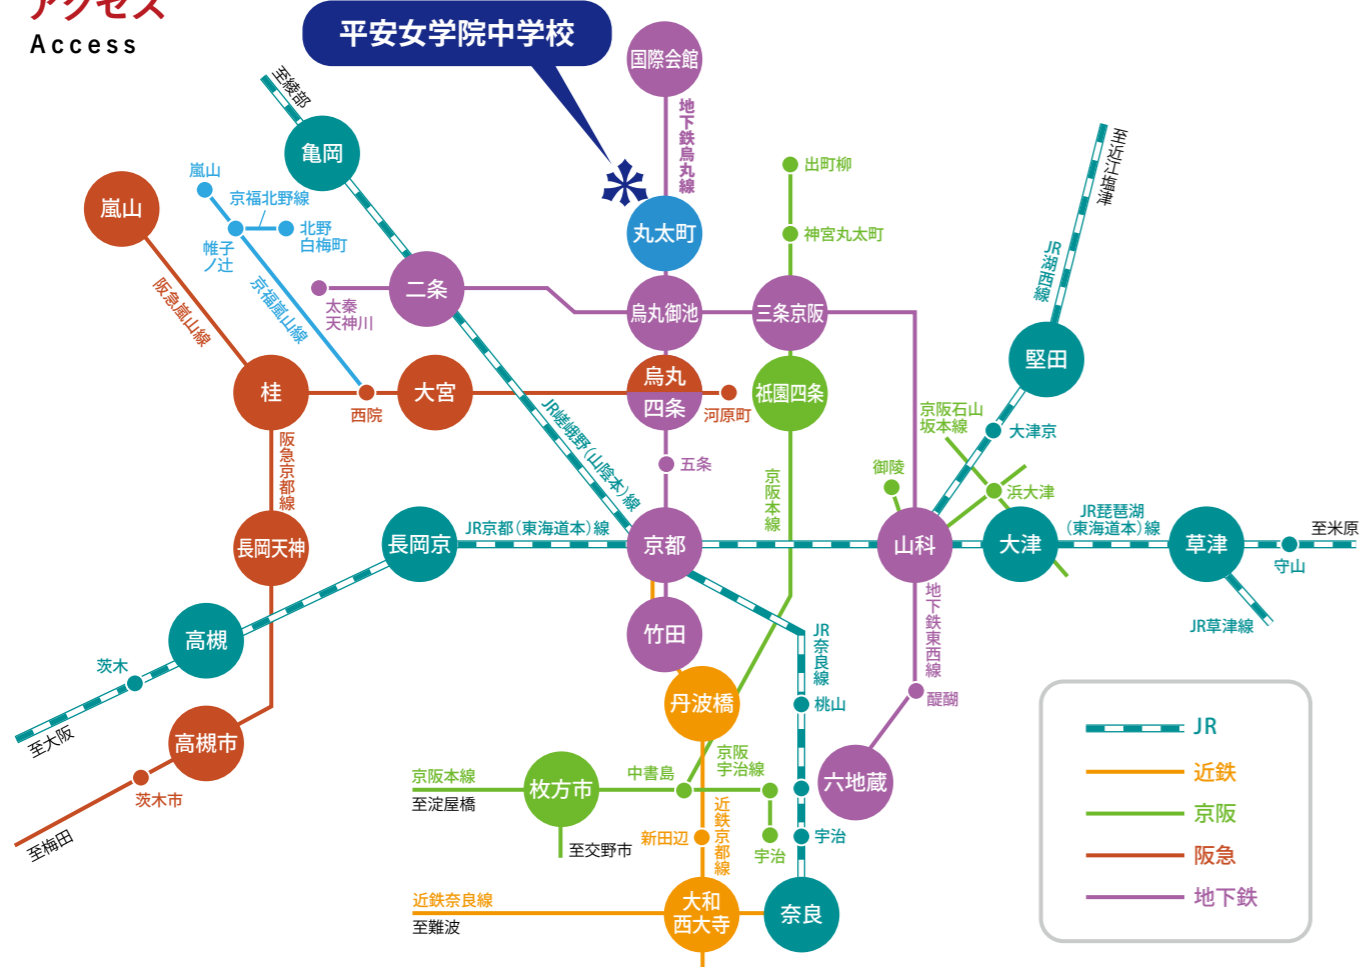 アクセス
Access
平安女学院中学校
国際会館
地下鉄烏丸線
至綾部
亀岡
嵐山
嵐山
京福北野線
北野
白梅町
帷子
ノ辻
京福嵐山線
阪急嵐山線
太秦
天神川
二条
丸太町
烏丸御池
三条京阪
出町柳
神宮丸太町
至近江塩津
JR湖西線
堅田
桂
西院
大宮
烏丸
四条
河原町
祇園四条
五条
京阪本線
京阪石山
坂本線
大津京
御陵
浜大津
阪急京都線
JR嵯峨野(山陰本)線
長岡天神
長岡京
JR京都(東海道本)線
京都
山科
大津
JR琵琶湖
(東海道本)線
草津
至米原
守山
JR草津線
高槻
茨木
至大阪
高槻市
茨木市
至梅田
竹田
丹波橋
JR奈良線
桃山
地下鉄東西線
醍醐
六地蔵
京阪本線
至淀屋橋
枚方市
至交野市
中書島
京阪
宇治線
宇治
宇治
新田辺
近鉄京都線
近鉄奈良線
至難波
大和
西大寺
奈良
JR
近鉄
京阪
阪急
地下鉄